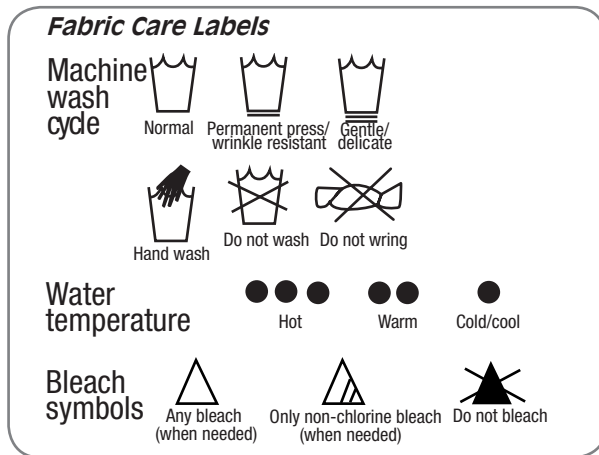 Fabric Care Labels
Machine
wash
cycle
Normal
Permanent press/
wrinkle resistant
Gentle/
delicate
Hand wash
Do not wash
Do not wring
Water
temperature
Hot
Warm
Cold/cool
Bleach
symbols
Any bleach
(when needed)
Only non-chlorine bleach
(when needed)
Do not bleach